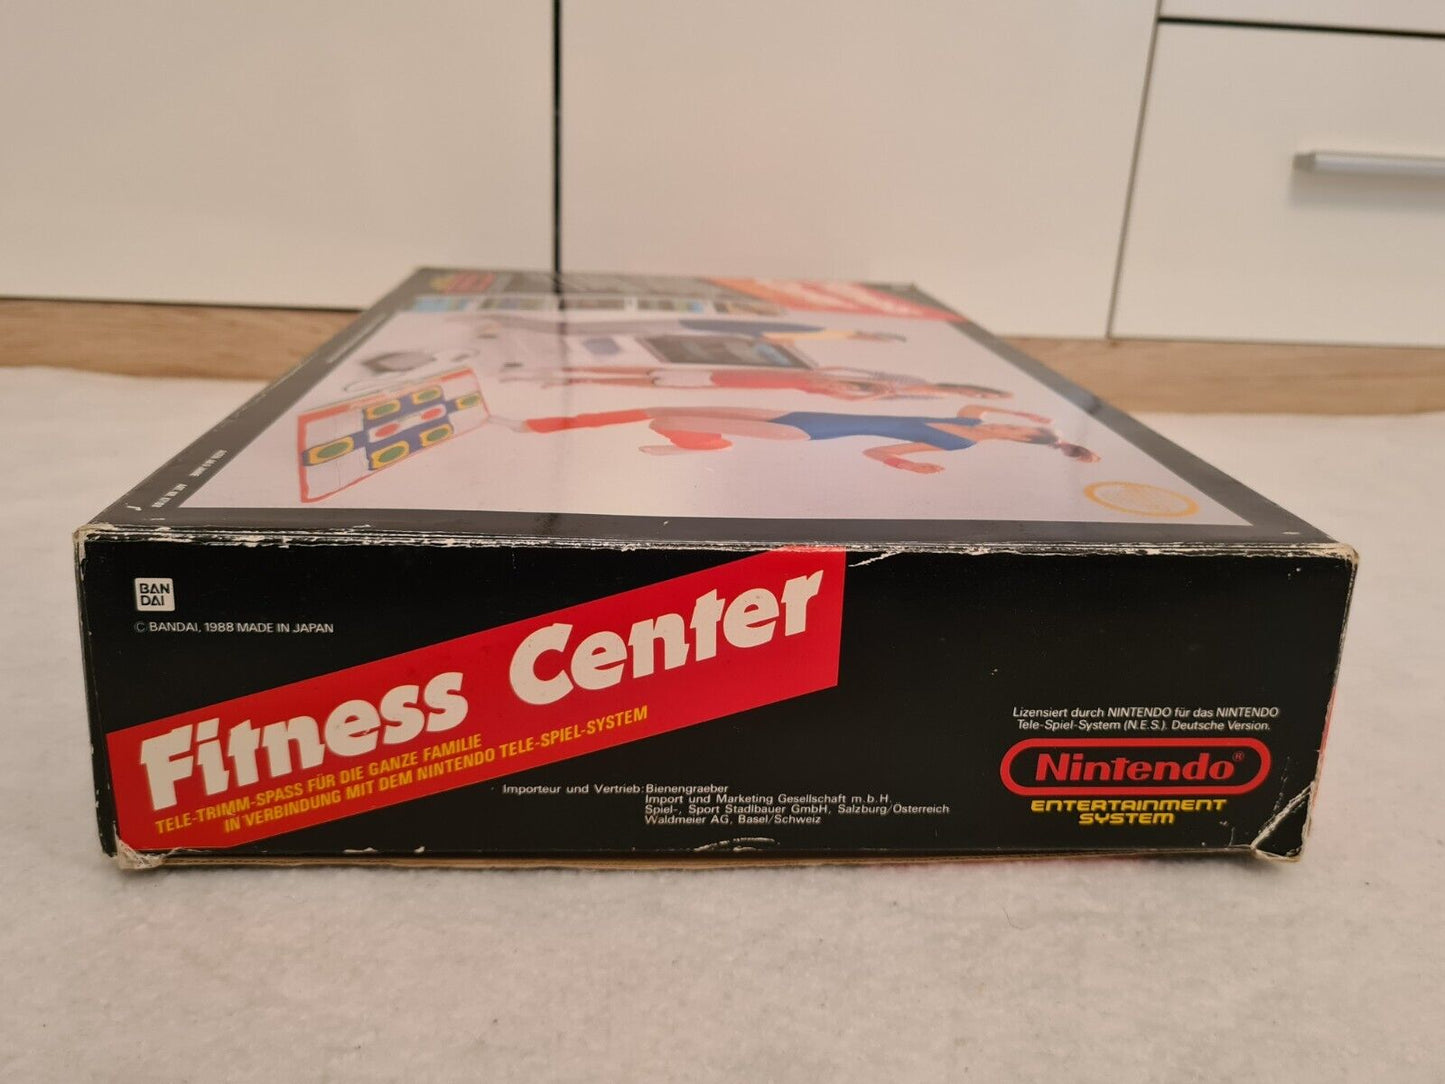 BAN
DAI
© BANDAI, 1988 MADE IN JAPAN
Fitness Center
TELE-TRIMM-SPASS FÜR DIE GANZE FAMILIE
IN VERBINDUNG MIT DEM NINTENDO TELE-SPIEL-SYSTEM
Importeur und Vertrieb: Bienengraeber
Import und Marketing Gesellschaft m.b.H.
Spiel-, Sport Stadlbauer GmbH, Salzburg/Österreich
Waldmeier AG, Basel/Schweiz
Lizensiert durch NINTENDO für das NINTENDO
Tele-Spiel-System (N.E.S.). Deutsche Version.
Nintendo®
ENTERTAINMENT
SYSTEM